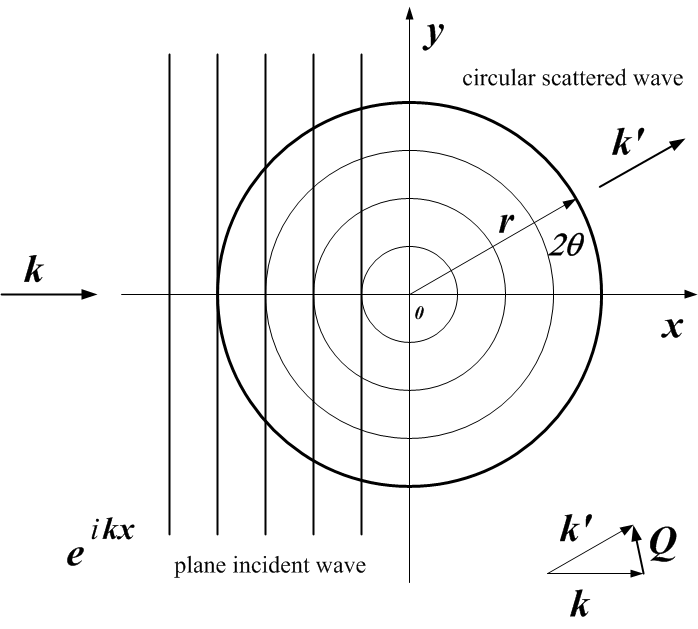 y
circular scattered wave
k'
r
2θ
k
0
x
e^{ikx}
plane incident wave
k'
Q
k